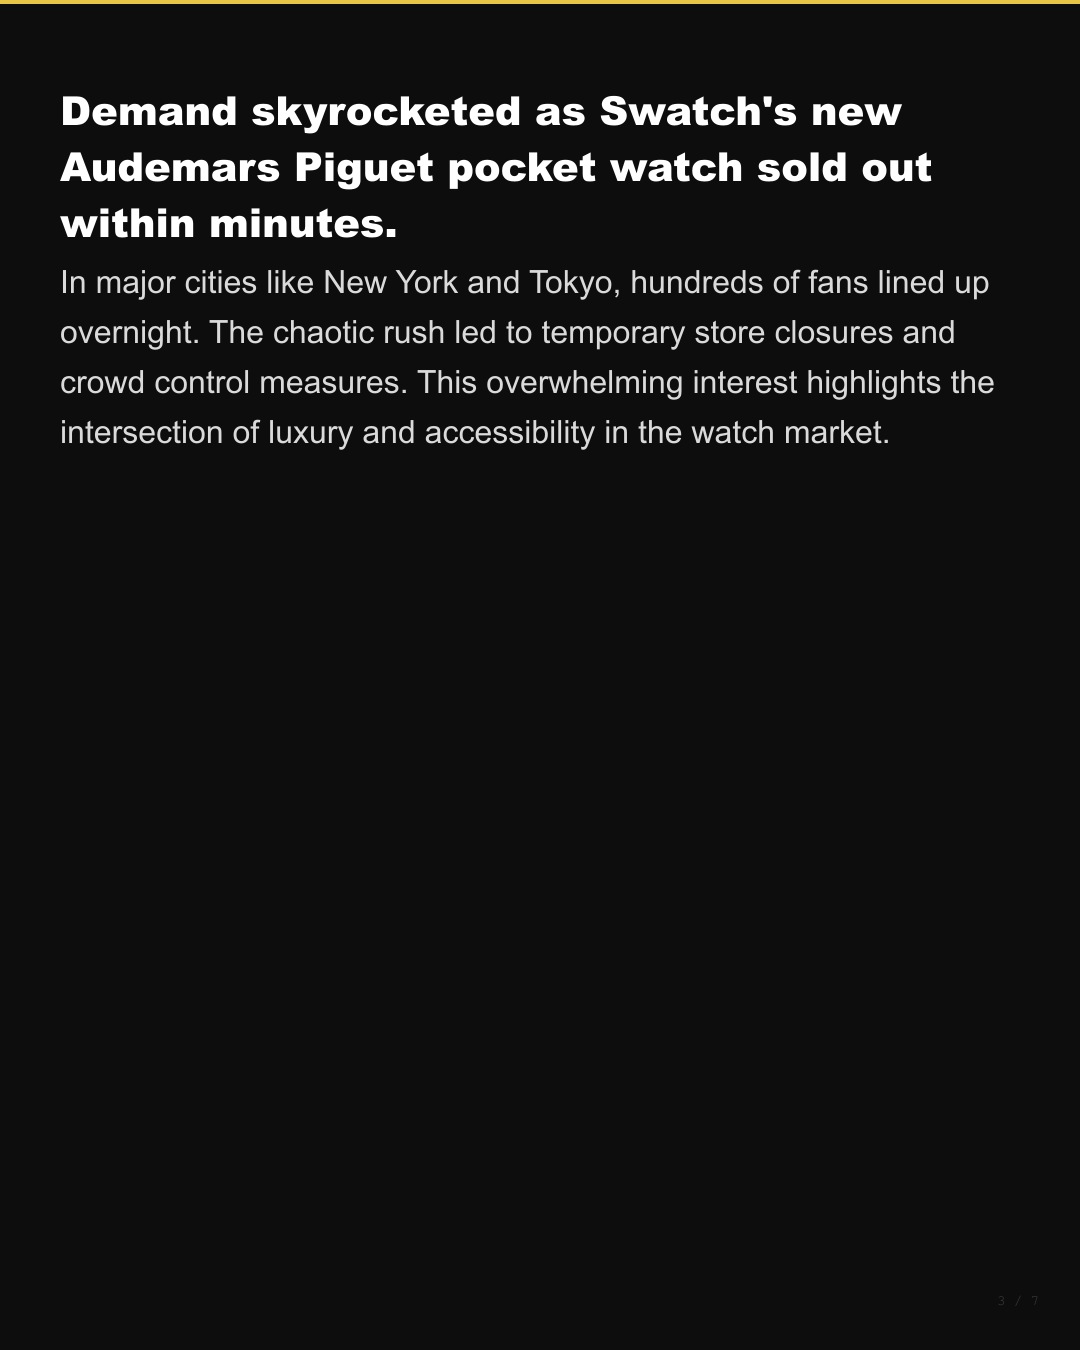 Demand skyrocketed as Swatch's new
Audemars Piguet pocket watch sold out
within minutes.
In major cities like New York and Tokyo, hundreds of fans lined up
overnight. The chaotic rush led to temporary store closures and
crowd control measures. This overwhelming interest highlights the
intersection of luxury and accessibility in the watch market.
3 / 7